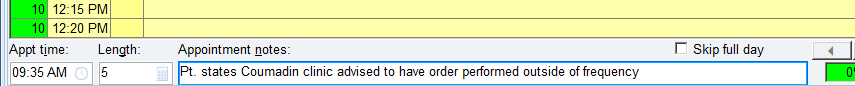 10 12:15 PM
10 12:20 PM
Appt time: Length: Appointment notes: Skip full day
09:35 AM 5 Pt. states Coumadin clinic advised to have order performed outside of frequency